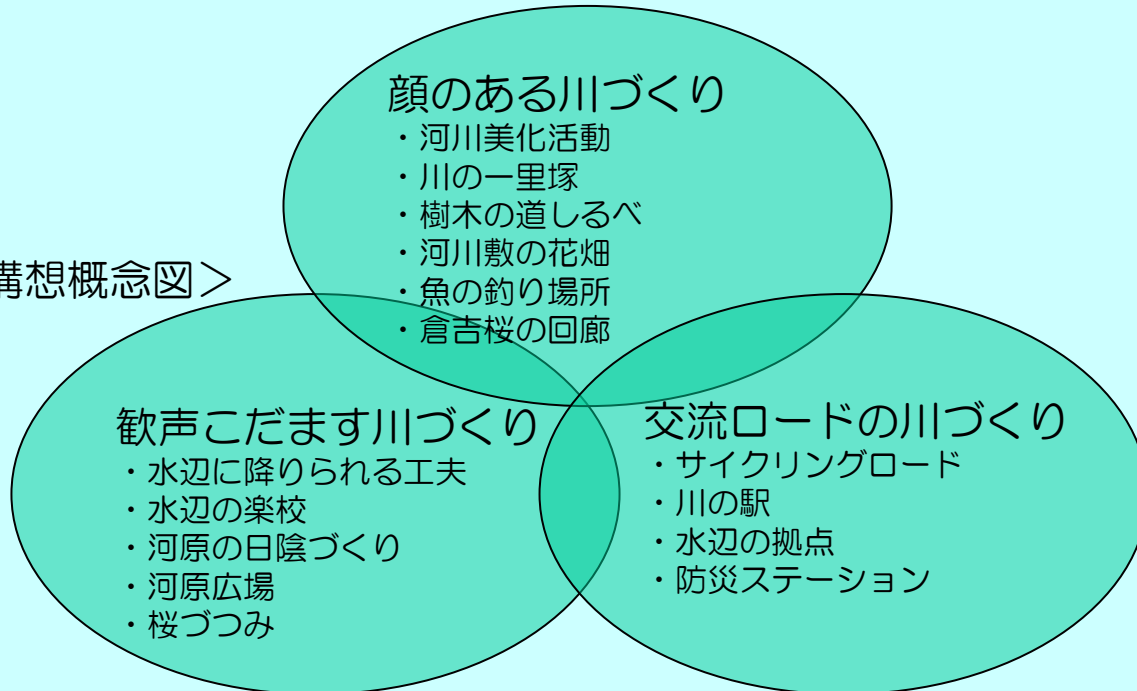 顔のある川づくり
・河川美化活動
・川の一里塚
・樹木の道しるべ
・河川敷の花畑
・魚の釣り場所
・倉吉桜の回廊
構想概念図＞
歓声こだます川づくり
・水辺に降りられる工夫
・水辺の楽校
・河原の日陰づくり
・河原広場
・桜づつみ
交流ロードの川づくり
・サイクリングロード
・川の駅
・水辺の拠点
・防災ステーション